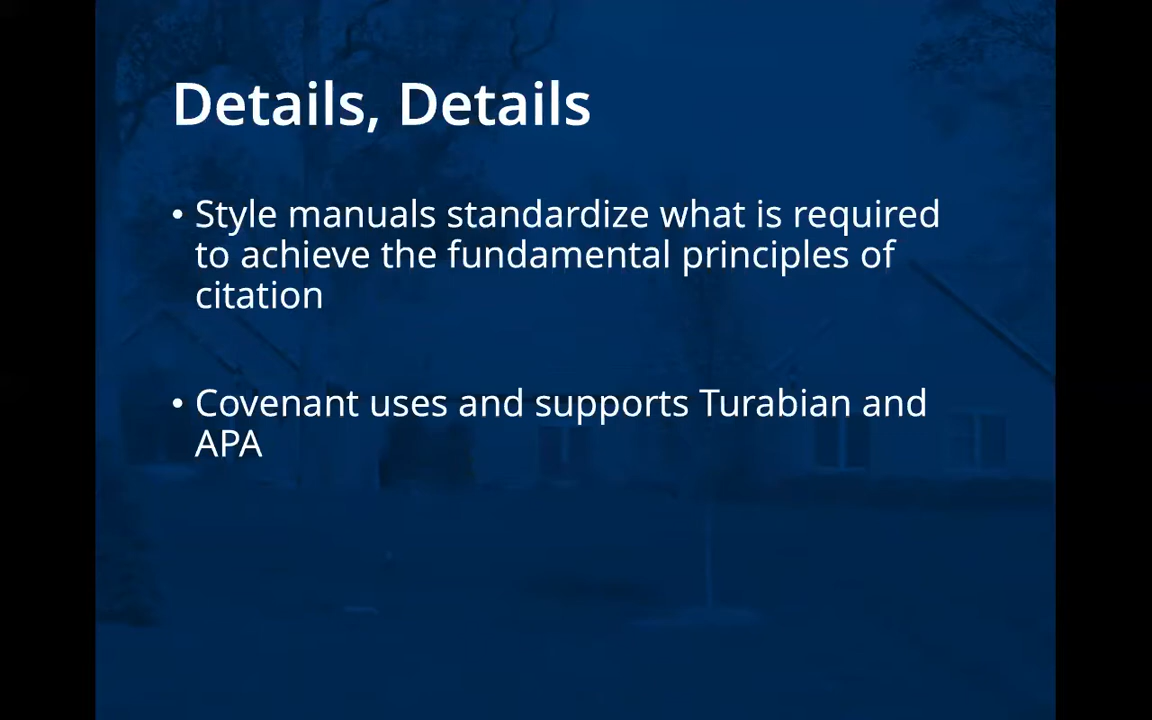 Details, Details
• Style manuals standardize what is required
to achieve the fundamental principles of
citation
• Covenant uses and supports Turabian and
APA